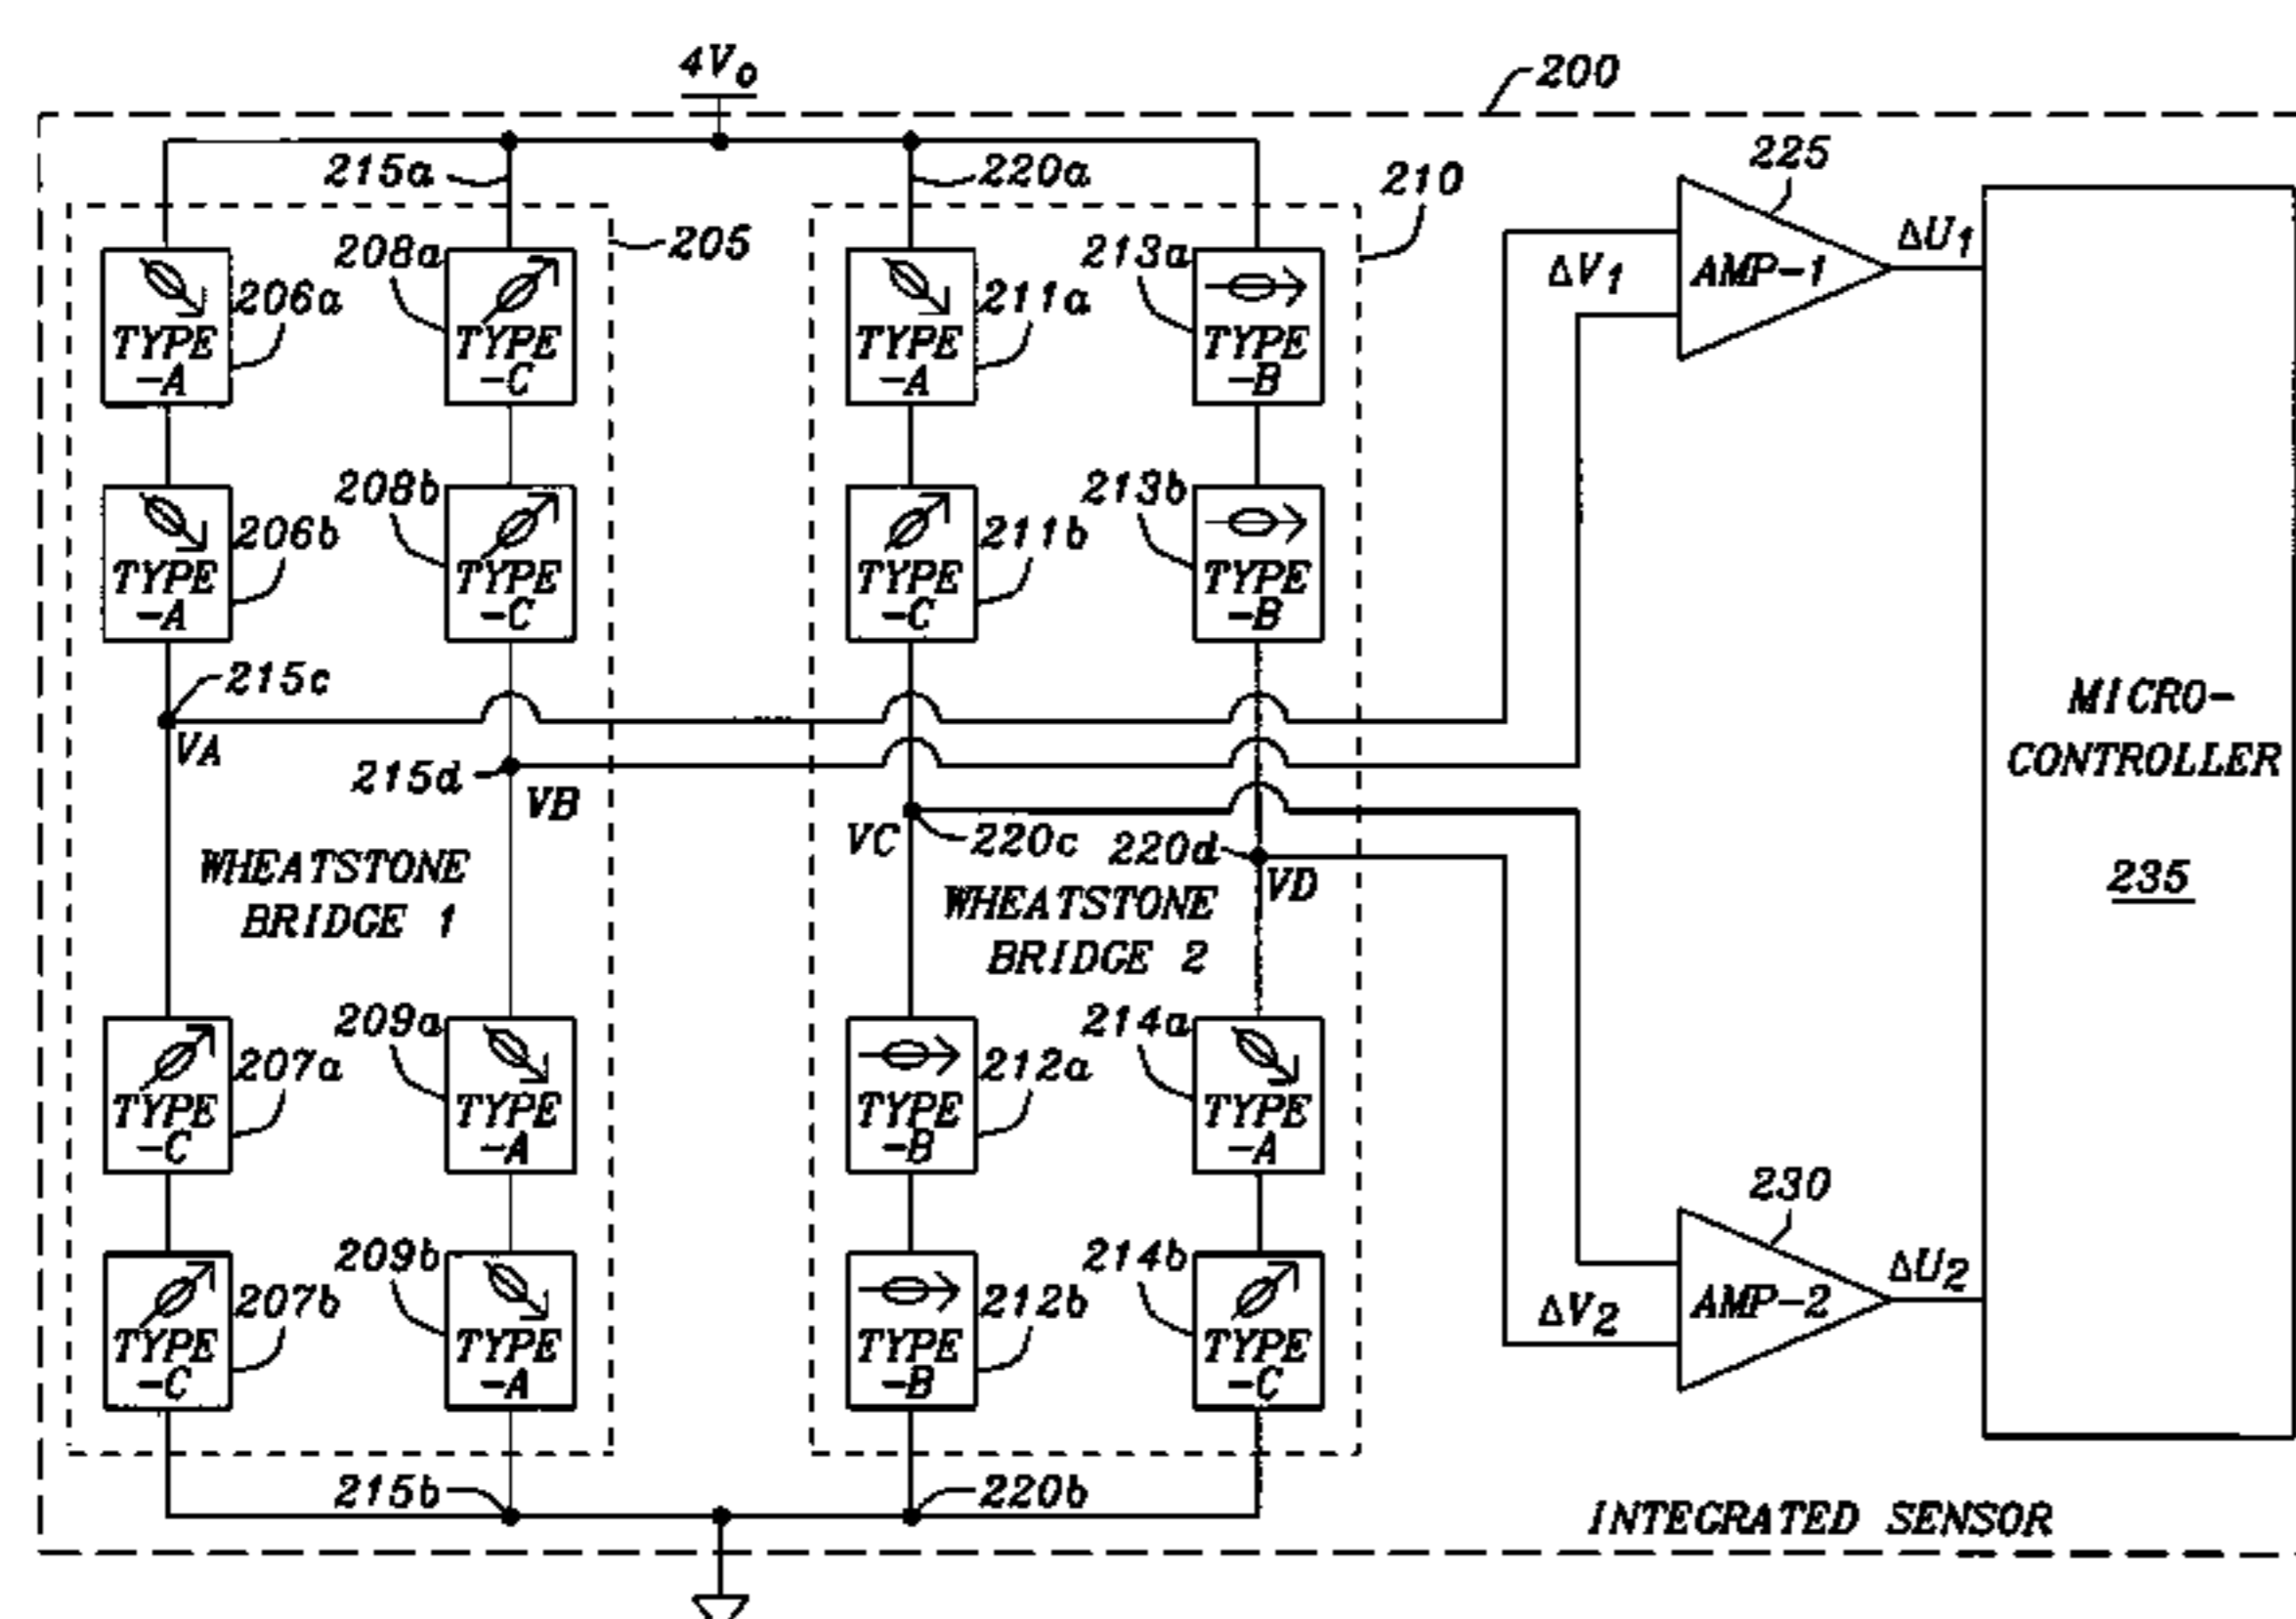 4Vo
200
215a
220a
210
225
208a
205
213a
ΔU1
206a
211a
ΔV1
AMP-1
TYPE
-A
TYPE
-C
TYPE
-A
TYPE
-B
208b
213b
206b
211b
TYPE
-A
TYPE
-C
TYPE
-C
TYPE
-B
215c
VA
215d
VB
VC
220c
220d
VD
MICRO-
CONTROLLER
235
WHEATSTONE
BRIDGE 1
WHEATSTONE
BRIDGE 2
209a
214a
207a
212a
TYPE
-C
TYPE
-A
TYPE
-B
TYPE
-A
230
209b
214b
207b
212b
ΔU2
ΔV2
AMP-2
TYPE
-C
TYPE
-A
TYPE
-B
TYPE
-C
215b
220b
INTEGRATED SENSOR